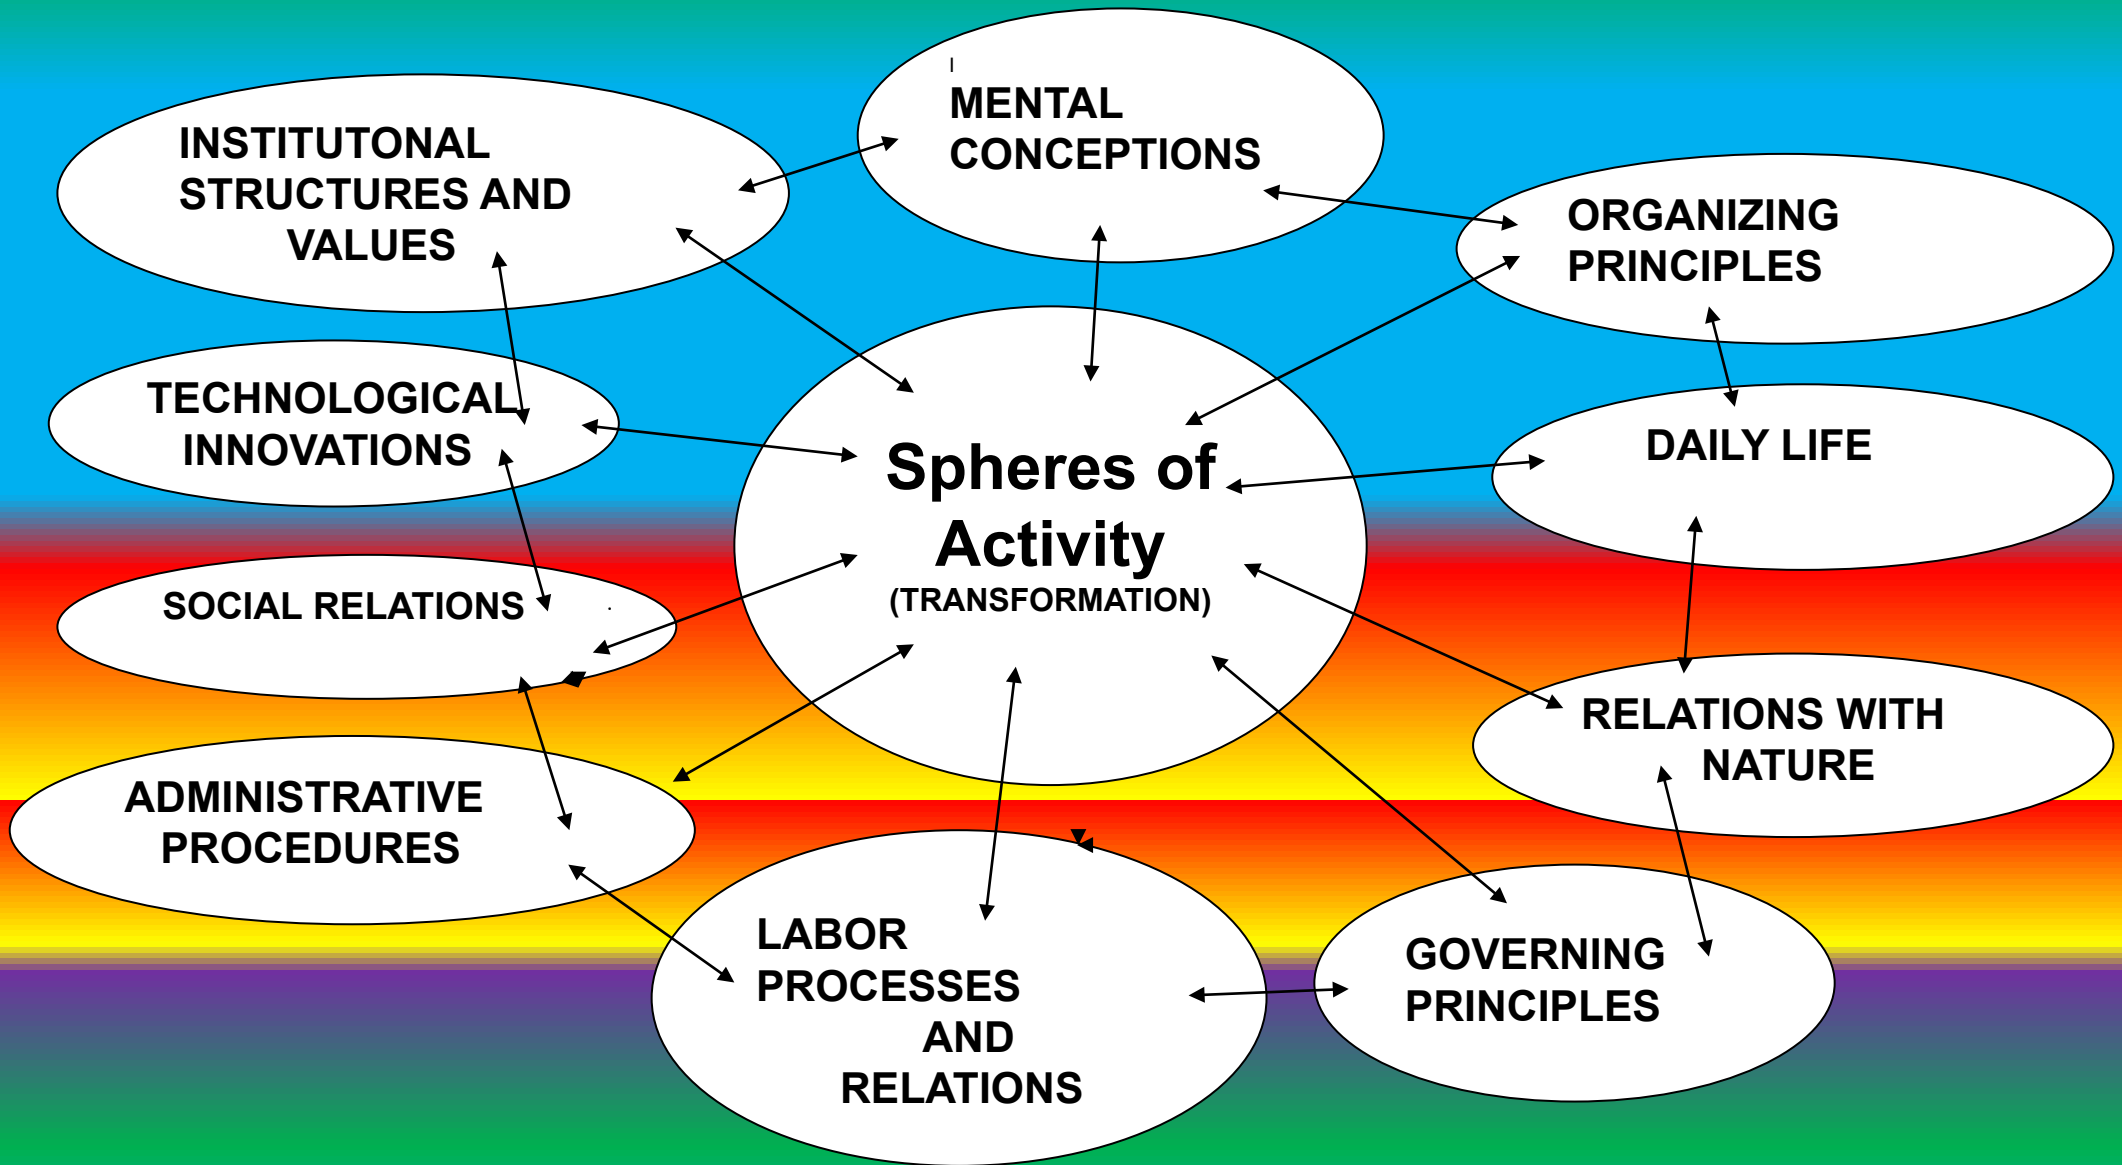 MENTAL
CONCEPTIONS
INSTITUTONAL
STRUCTURES AND
VALUES
ORGANIZING
PRINCIPLES
TECHNOLOGICAL
INNOVATIONS
Spheres of
Activity
(TRANSFORMATION)
DAILY LIFE
SOCIAL RELATIONS
RELATIONS WITH
NATURE
ADMINISTRATIVE
PROCEDURES
LABOR
PROCESSES
AND
RELATIONS
GOVERNING
PRINCIPLES